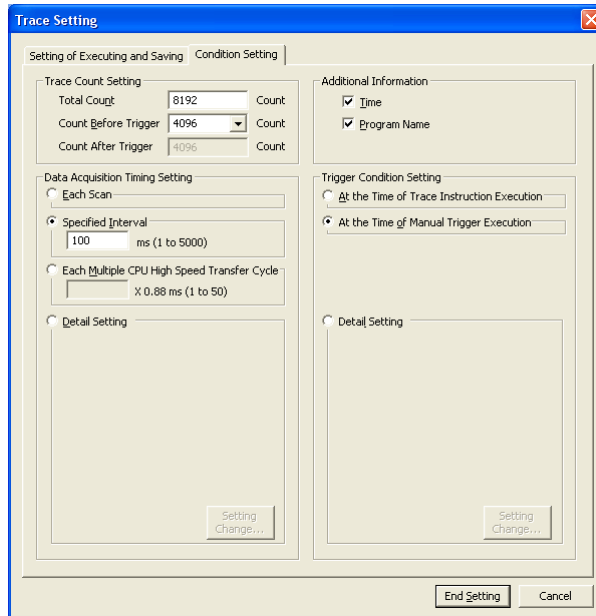 Trace Setting
Setting of Executing and Saving
Condition Setting
Trace Count Setting
Total Count 8192 Count
Count Before Trigger 4096 Count
Count After Trigger 4096 Count
Additional Information
Time
Program Name
Data Acquisition Timing Setting
Each Scan
Specified Interval
100 ms (1 to 5000)
Each Multiple CPU High Speed Transfer Cycle
X 0.88 ms (1 to 50)
Detail Setting
Setting
Change...
Trigger Condition Setting
At the Time of Trace Instruction Execution
At the Time of Manual Trigger Execution
Detail Setting
Setting
Change...
End Setting
Cancel